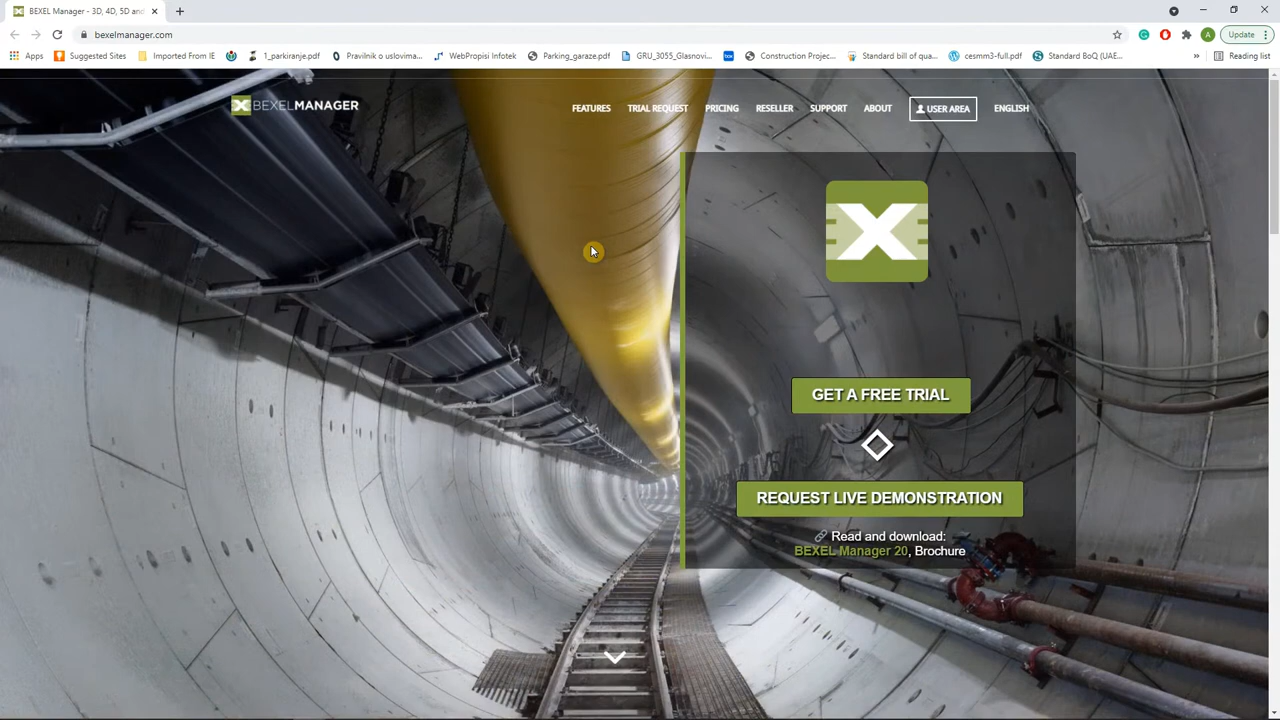 BEXEL Manager - 3D, 4D, 5D and
bexelmanager.com
Update
Apps
Suggested Sites
Imported From IE
1_parkiranje.pdf
Pravilnik o uslovima...
WebPropisi Infotek
Parking_garaze.pdf
GRU_3055_Glasnovi...
Construction Projec...
Standard bill of qua...
cesmm3-full.pdf
Standard BoQ (UAE...
»
Reading list
BEXELMANAGER
FEATURES
TRIAL REQUEST
PRICING
RESELLER
SUPPORT
ABOUT
USER AREA
ENGLISH
X
GET A FREE TRIAL
REQUEST LIVE DEMONSTRATION
Read and download:
BEXEL Manager 20, Brochure